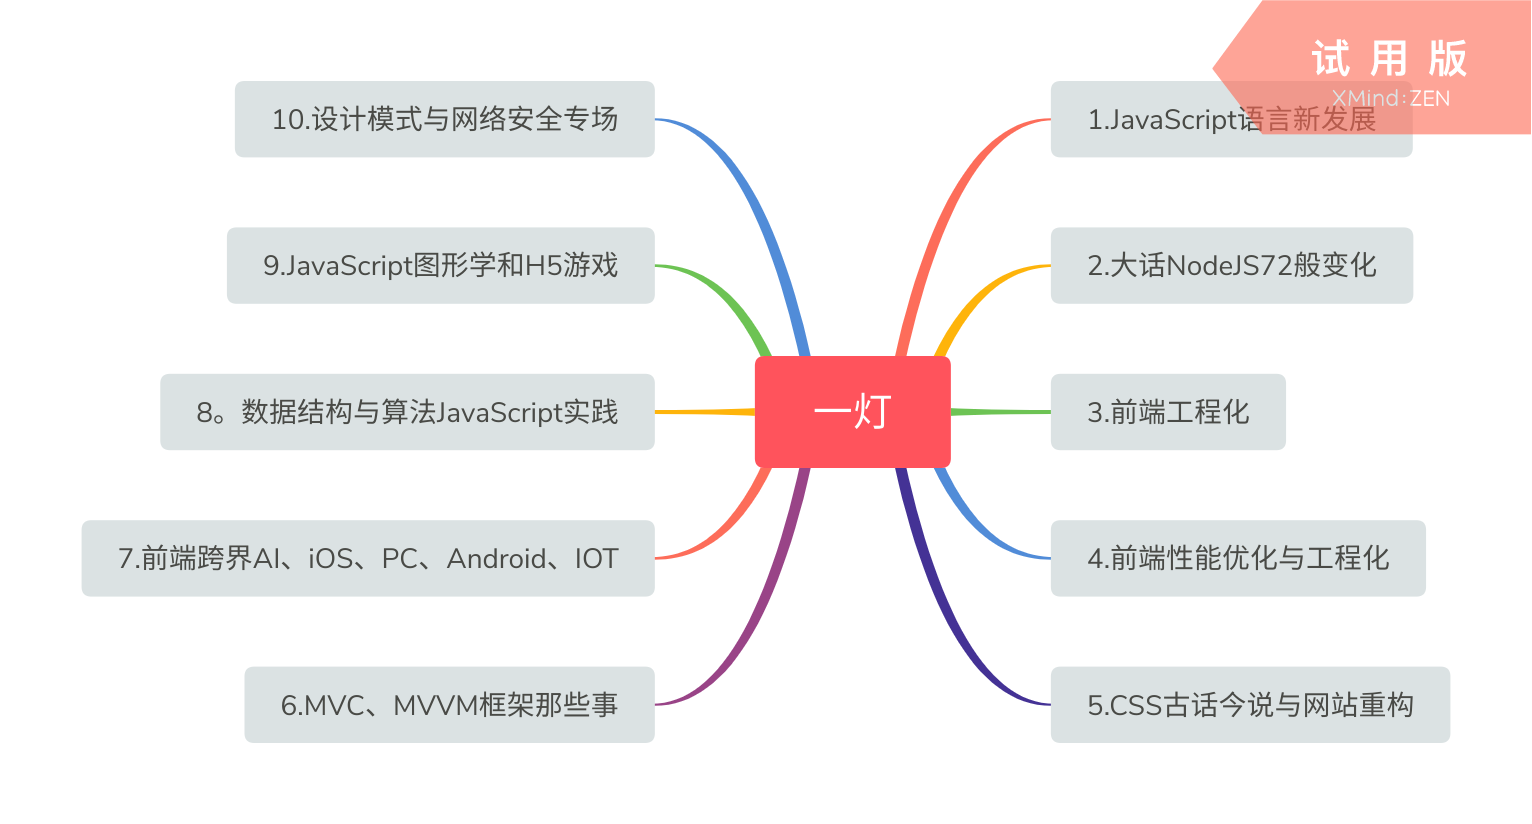 试用版
XMind:ZEN
10.设计模式与网络安全专场
1.JavaScript语言新发展
9.JavaScript图形学和H5游戏
2.大话NodeJS72般变化
8。数据结构与算法JavaScript实践
一灯
3.前端工程化
7.前端跨界AI、iOS、PC、Android、IOT
4.前端性能优化与工程化
6.MVC、MVVM框架那些事
5.CSS古话今说与网站重构